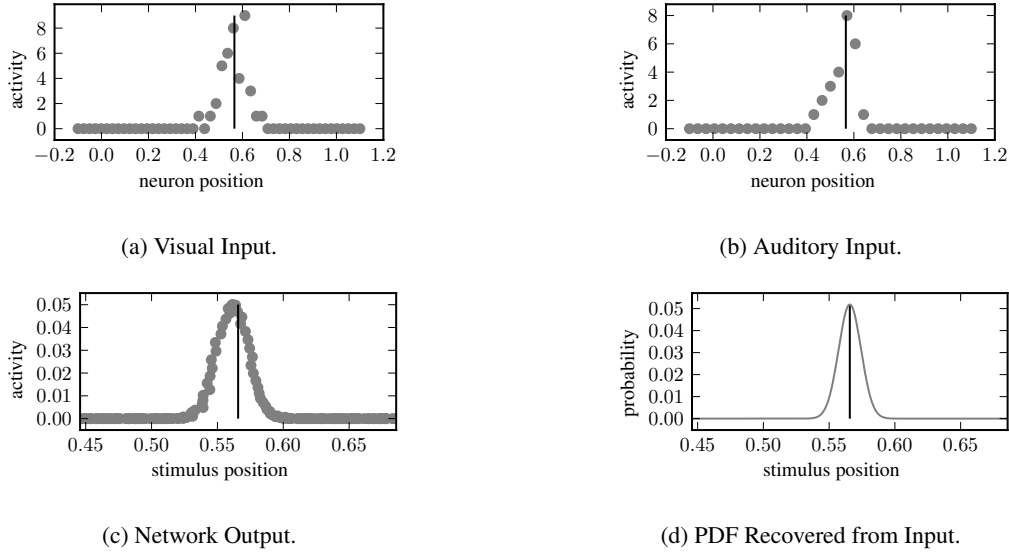 8
6
4
2
0
activity
−0.2 0.0 0.2 0.4 0.6 0.8 1.0 1.2
neuron position
(a) Visual Input.
8
6
4
2
0
activity
−0.2 0.0 0.2 0.4 0.6 0.8 1.0 1.2
neuron position
(b) Auditory Input.
0.05
0.04
0.03
0.02
0.01
0.00
activity
0.45 0.50 0.55 0.60 0.65
stimulus position
(c) Network Output.
0.05
0.04
0.03
0.02
0.01
0.00
probability
0.45 0.50 0.55 0.60 0.65
stimulus position
(d) PDF Recovered from Input.